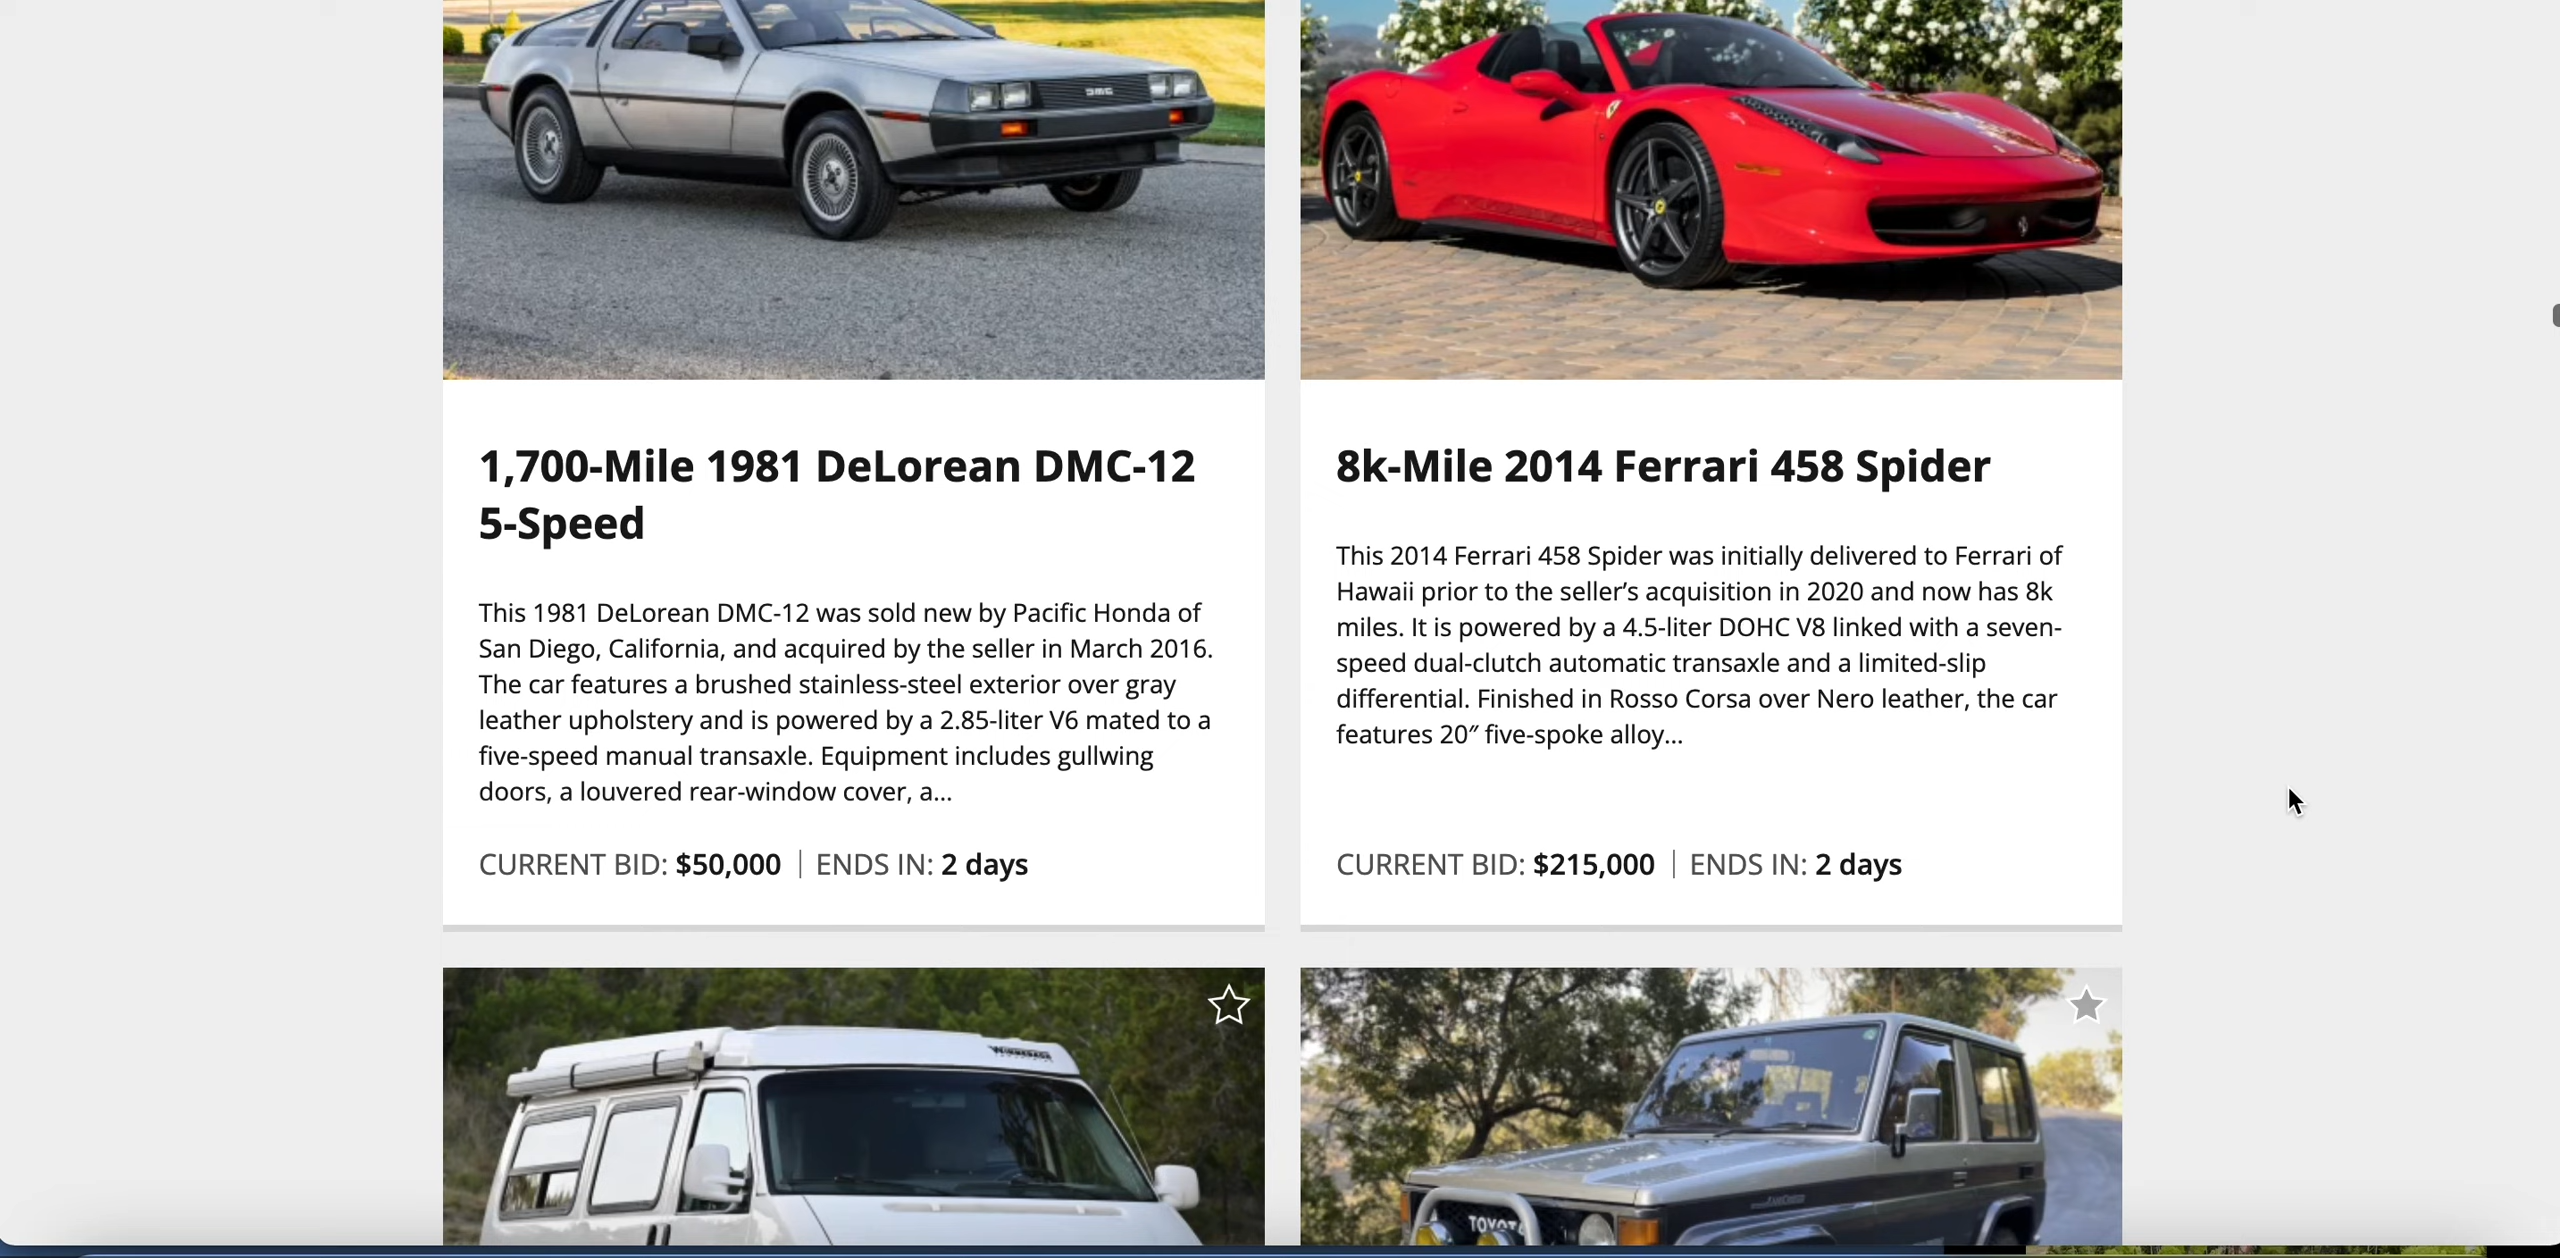 DMC
1,700-Mile 1981 DeLorean DMC-12
5-Speed
This 1981 DeLorean DMC-12 was sold new by Pacific Honda of
San Diego, California, and acquired by the seller in March 2016.
The car features a brushed stainless-steel exterior over gray
leather upholstery and is powered by a 2.85-liter V6 mated to a
five-speed manual transaxle. Equipment includes gullwing
doors, a louvered rear-window cover, a...
CURRENT BID: $50,000 | ENDS IN: 2 days
8k-Mile 2014 Ferrari 458 Spider
This 2014 Ferrari 458 Spider was initially delivered to Ferrari of
Hawaii prior to the seller’s acquisition in 2020 and now has 8k
miles. It is powered by a 4.5-liter DOHC V8 linked with a seven-
speed dual-clutch automatic transaxle and a limited-slip
differential. Finished in Rosso Corsa over Nero leather, the car
features 20″ five-spoke alloy...
CURRENT BID: $215,000 | ENDS IN: 2 days